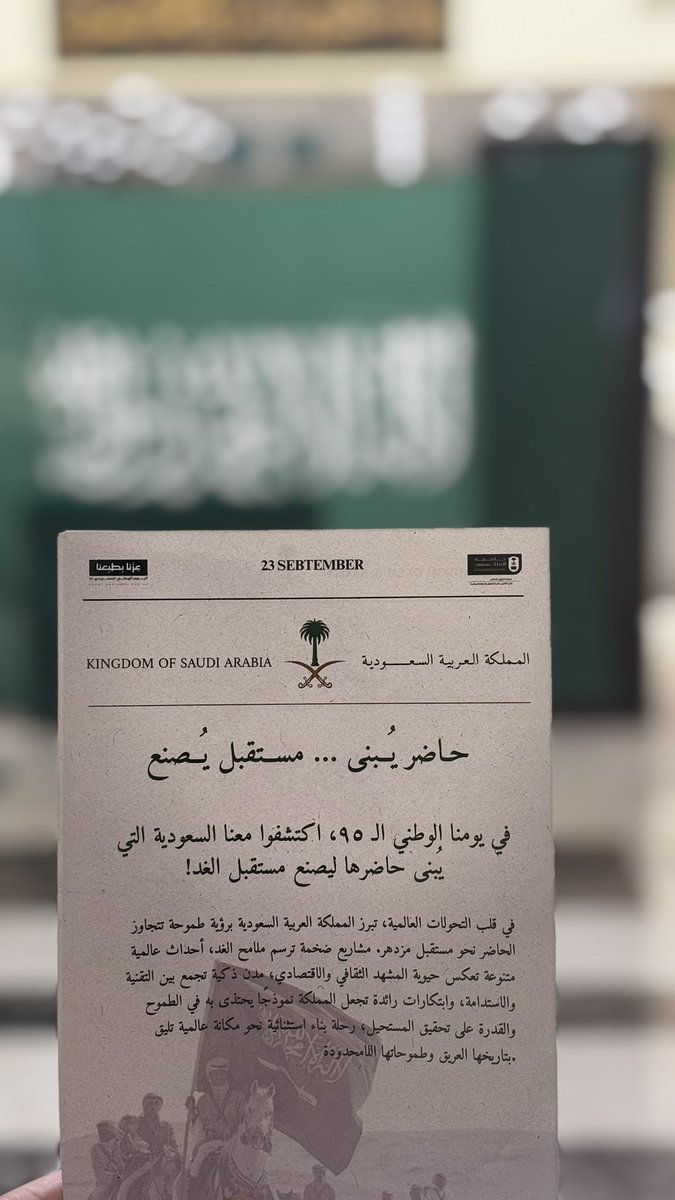 عزنا بطبعنا
23 SEBTEMBER
KINGDOM OF SAUDI ARABIA
المملكة العربية السعودية
حاضر يُبنى ... مستقبل يُصنع
في يومنا الوطني الـ ٩٥، اكتشفوا معنا السعودية التي
يُبنى حاضرها ليصنع مستقبل الغد!
في قلب التحولات العالمية، تبرز المملكة العربية السعودية برؤية طموحة تتجاوز
الحاضر نحو مستقبل مزدهر. مشاريع ضخمة ترسم ملامح الغد، أحداث عالمية
متنوعة تعكس حيوية المشهد الثقافي والاقتصادي، مدن ذكية تجمع بين التقنية
والاستدامة، وابتكارات رائدة تجعل المملكة نموذجًا يحتذى به في الطموح
والقدرة على تحقيق المستحيل، رحلة بناء استثنائية نحو مكانة عالمية تليق
بتاريخها العريق وطموحاتها اللامحدودة.